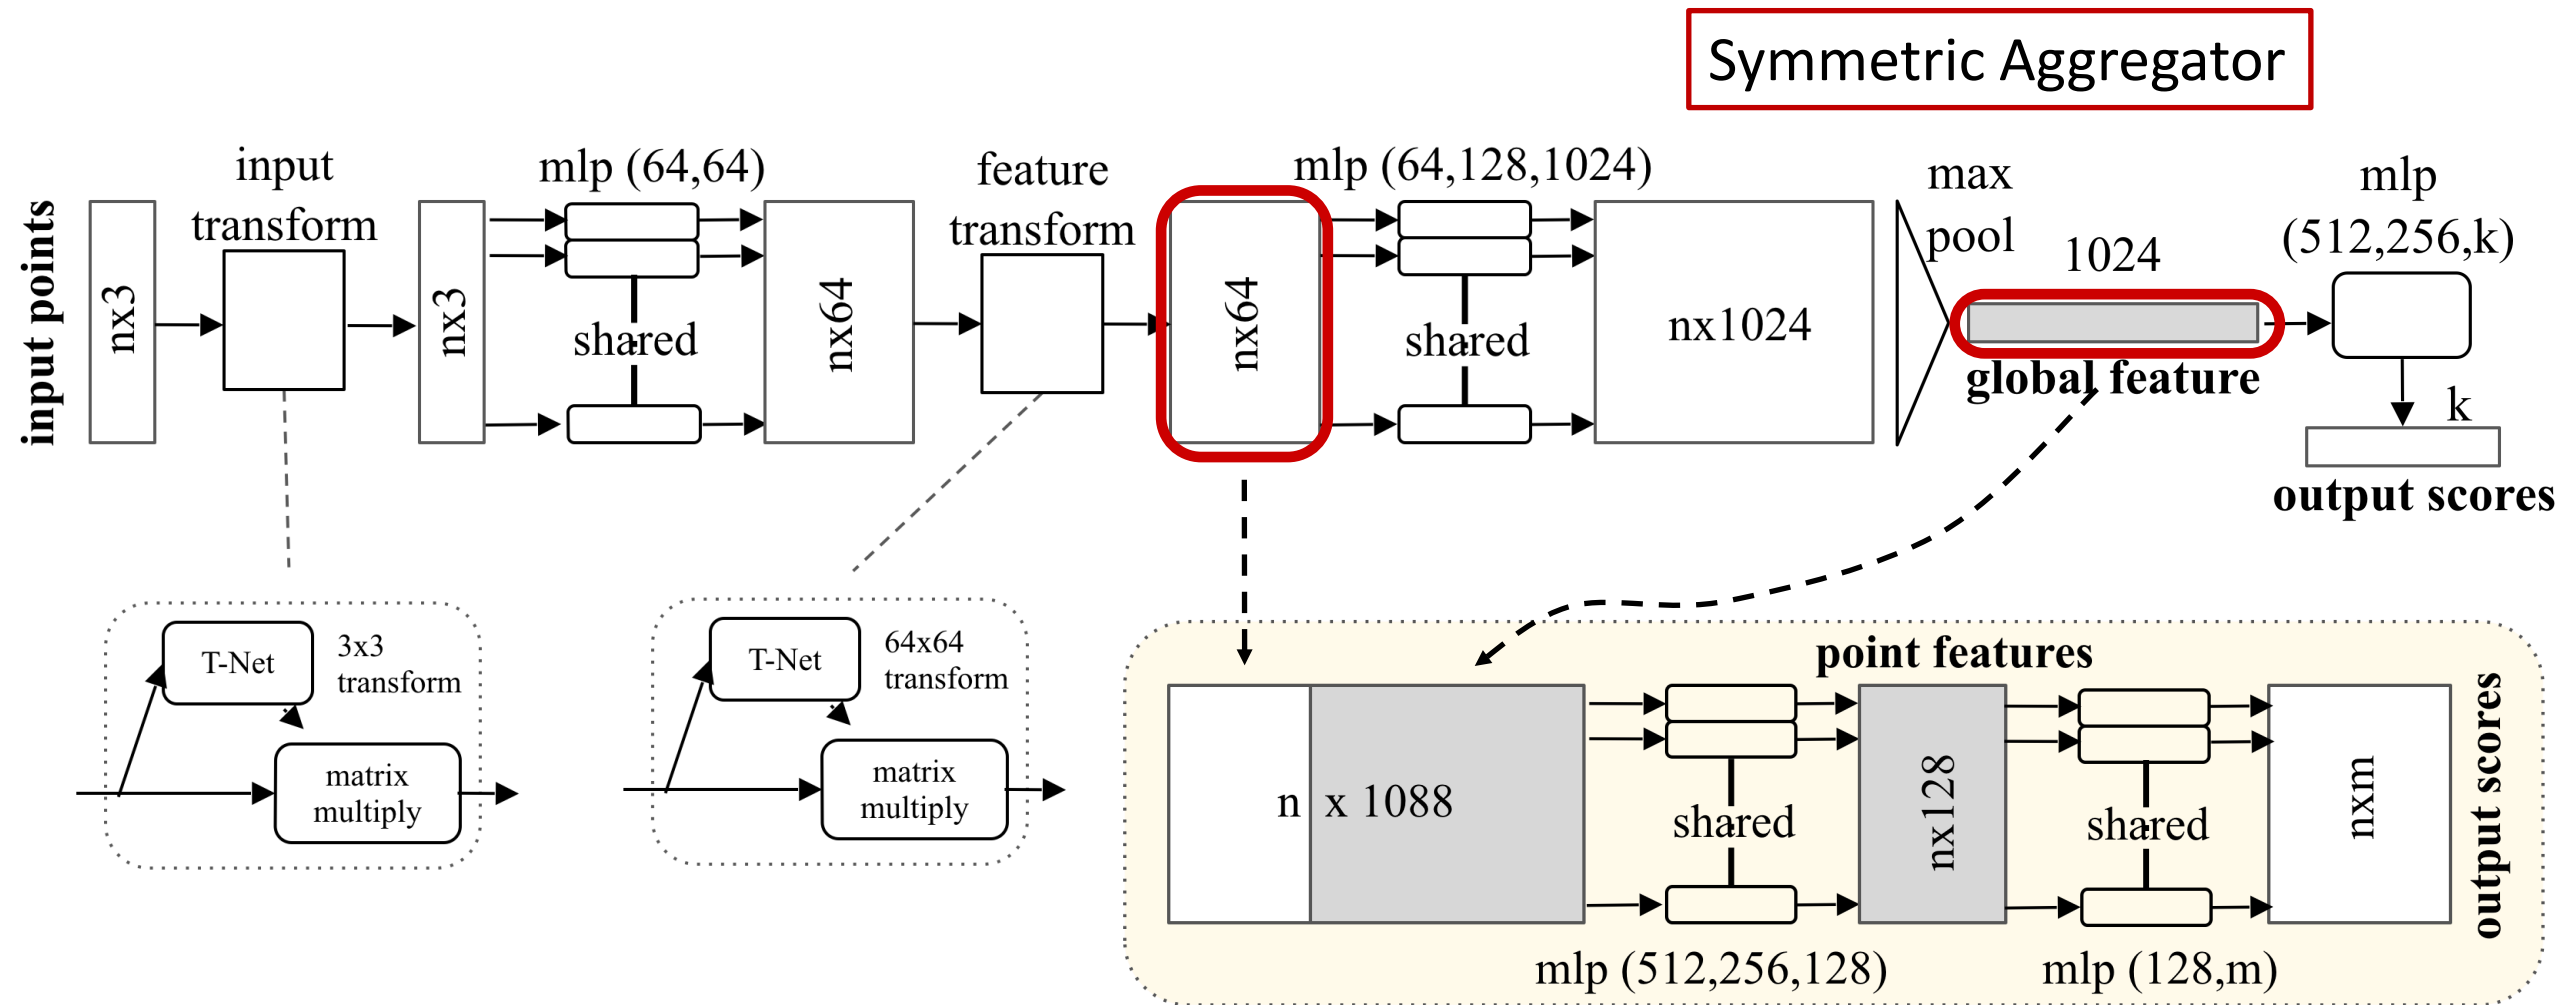 Symmetric Aggregator
input
transform
mlp (64,64)
feature
transform
mlp (64,128,1024)
max
pool
1024
mlp
(512,256,k)
input points
nx3
nx3
shared
nx64
nx64
shared
nx1024
global feature
k
output scores
T-Net
3x3
transform
matrix
multiply
T-Net
64x64
transform
matrix
multiply
point features
n x 1088
shared
nx128
shared
nxm
output scores
mlp (512,256,128)
mlp (128,m)